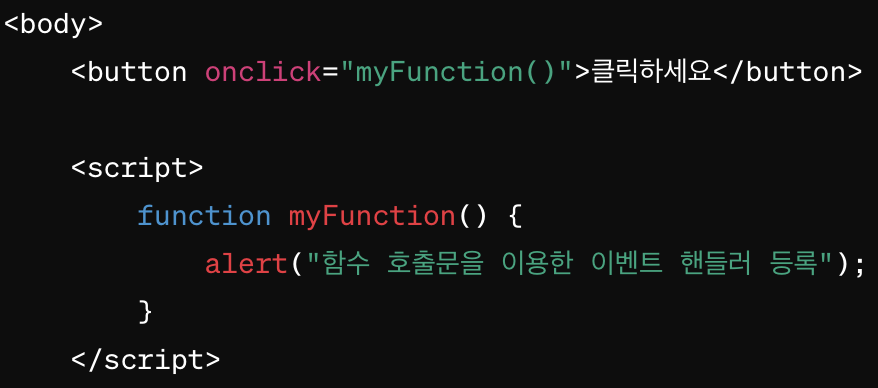 <body>
<button onclick="myFunction()">클릭하세요</button>
<script>
function myFunction() {
alert("함수 호출문을 이용한 이벤트 핸들러 등록");
}
</script>